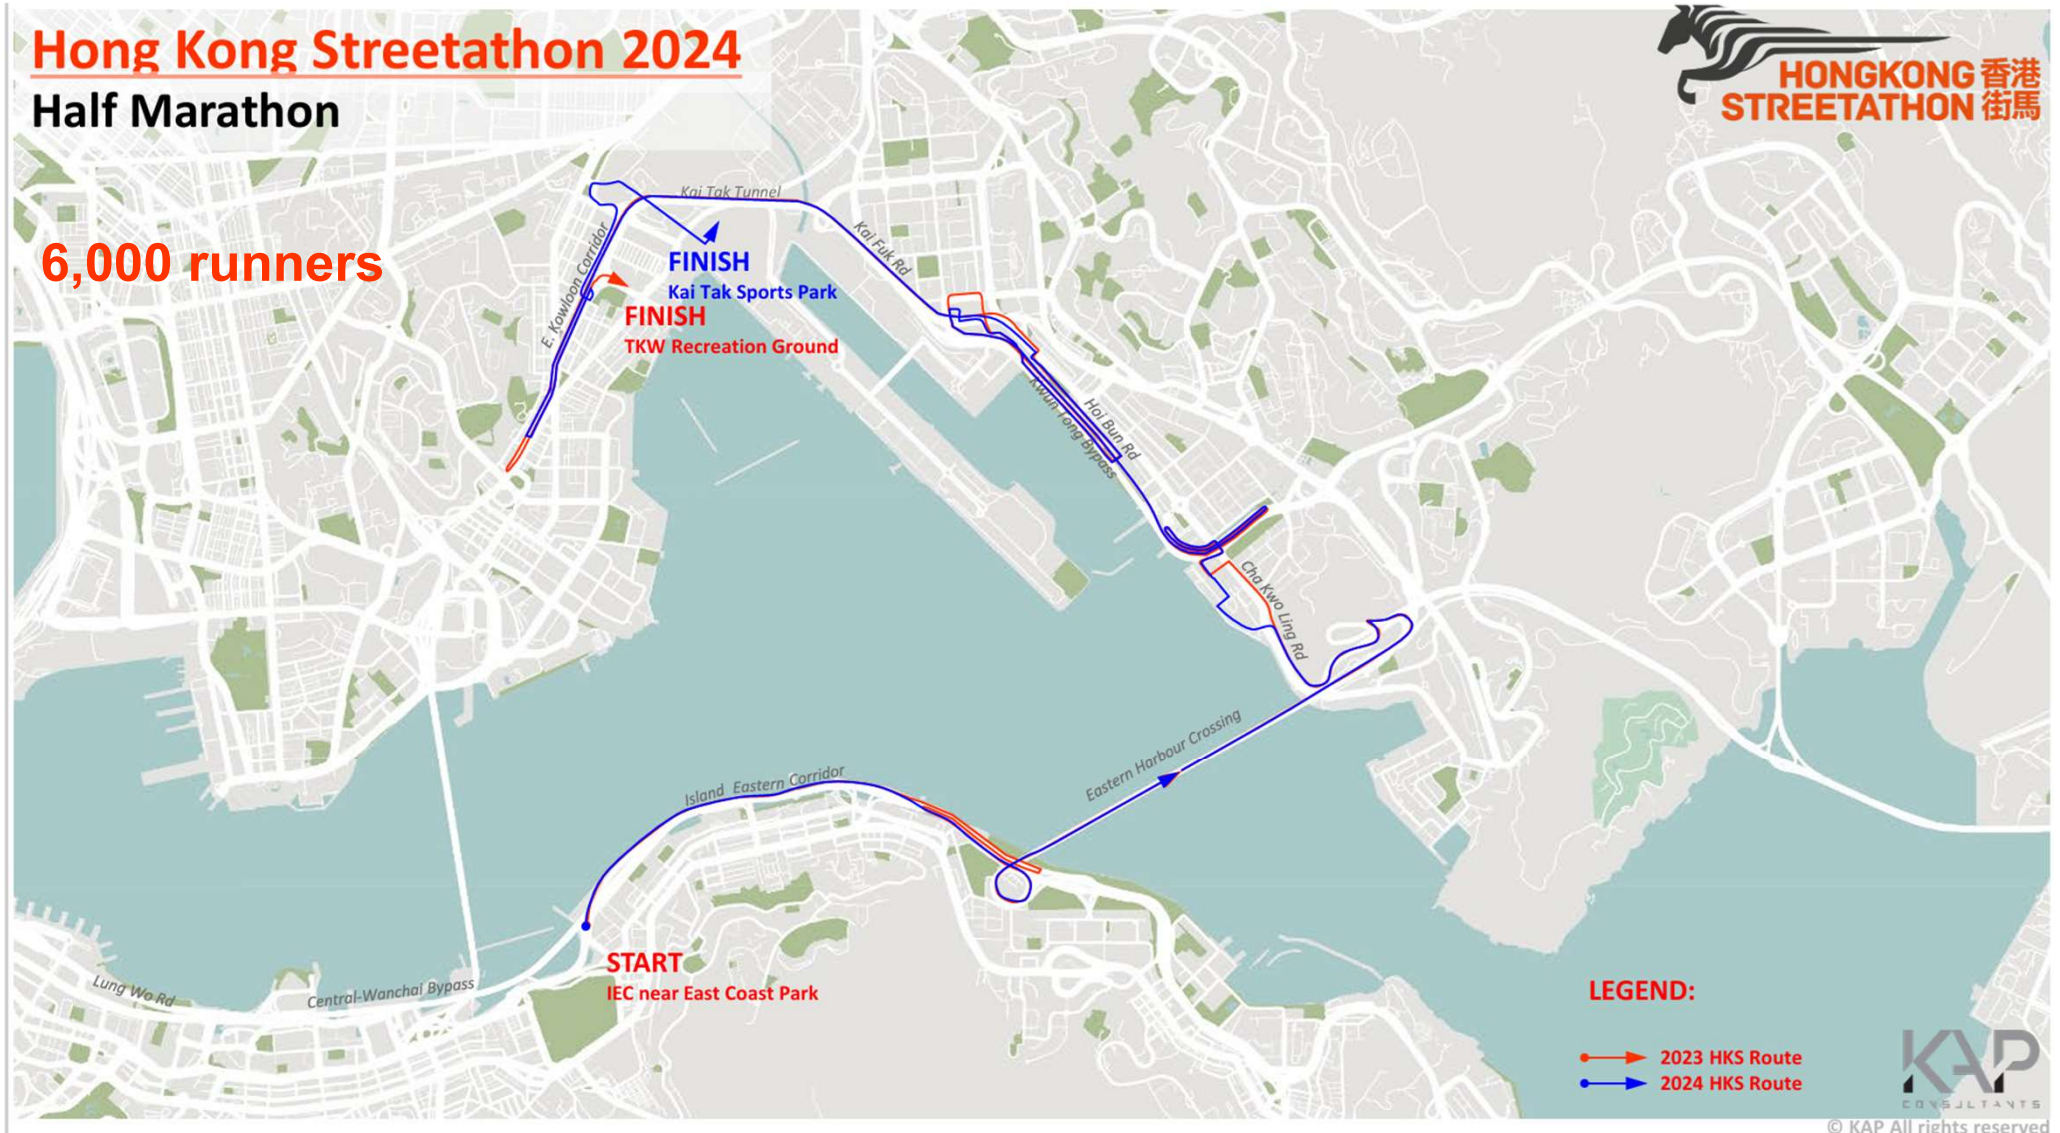 Hong Kong Streetathon 2024
Half Marathon
HONGKONG 香港
STREETATHON 街馬
6,000 runners
Kai Tak Tunnel
E. Kowloon Corridor
Kai Fuk Rd
FINISH
Kai Tak Sports Park
FINISH
TKW Recreation Ground
Hoi Bun Rd
Kwun Tong Bypass
Cha Kwo Ling Rd
Eastern Harbour Crossing
Island Eastern Corridor
START
IEC near East Coast Park
Lung Wo Rd
Central-Wanchai Bypass
LEGEND:
2023 HKS Route
2024 HKS Route
KAP
CONSULTANTS
© KAP All rights reserved